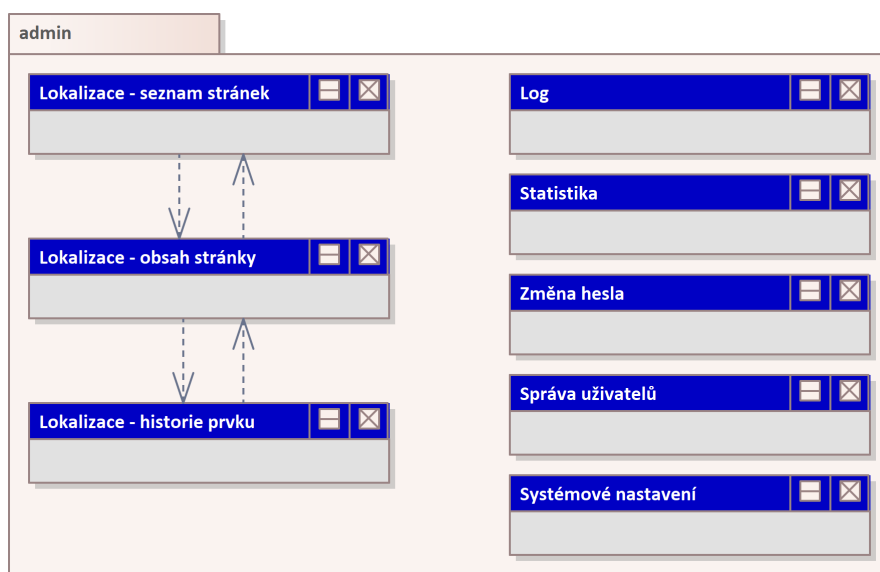 admin
Lokalizace - seznam stránek
Lokalizace - obsah stránky
Lokalizace - historie prvku
Log
Statistika
Změna hesla
Správa uživatelů
Systémové nastavení